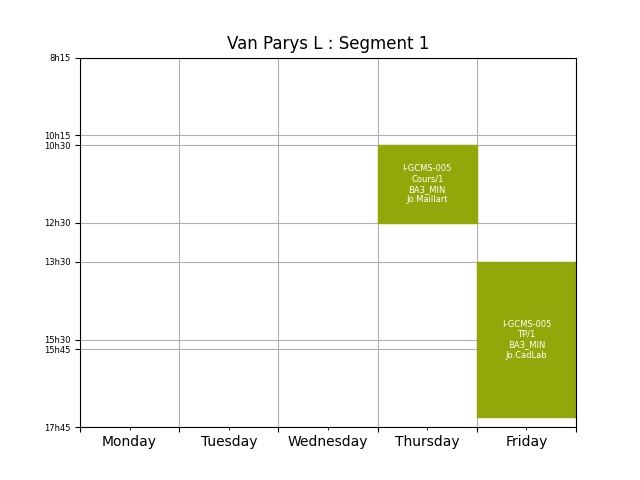 Van Parys L : Segment 1
8h15
10h15
10h30
12h30
13h30
15h30
15h45
17h45
I-GCMS-005
Cours/1
BA3_MIN
Jo.Maillart
I-GCMS-005
TP/1
BA3_MIN
Jo.CadLab
Monday
Tuesday
Wednesday
Thursday
Friday